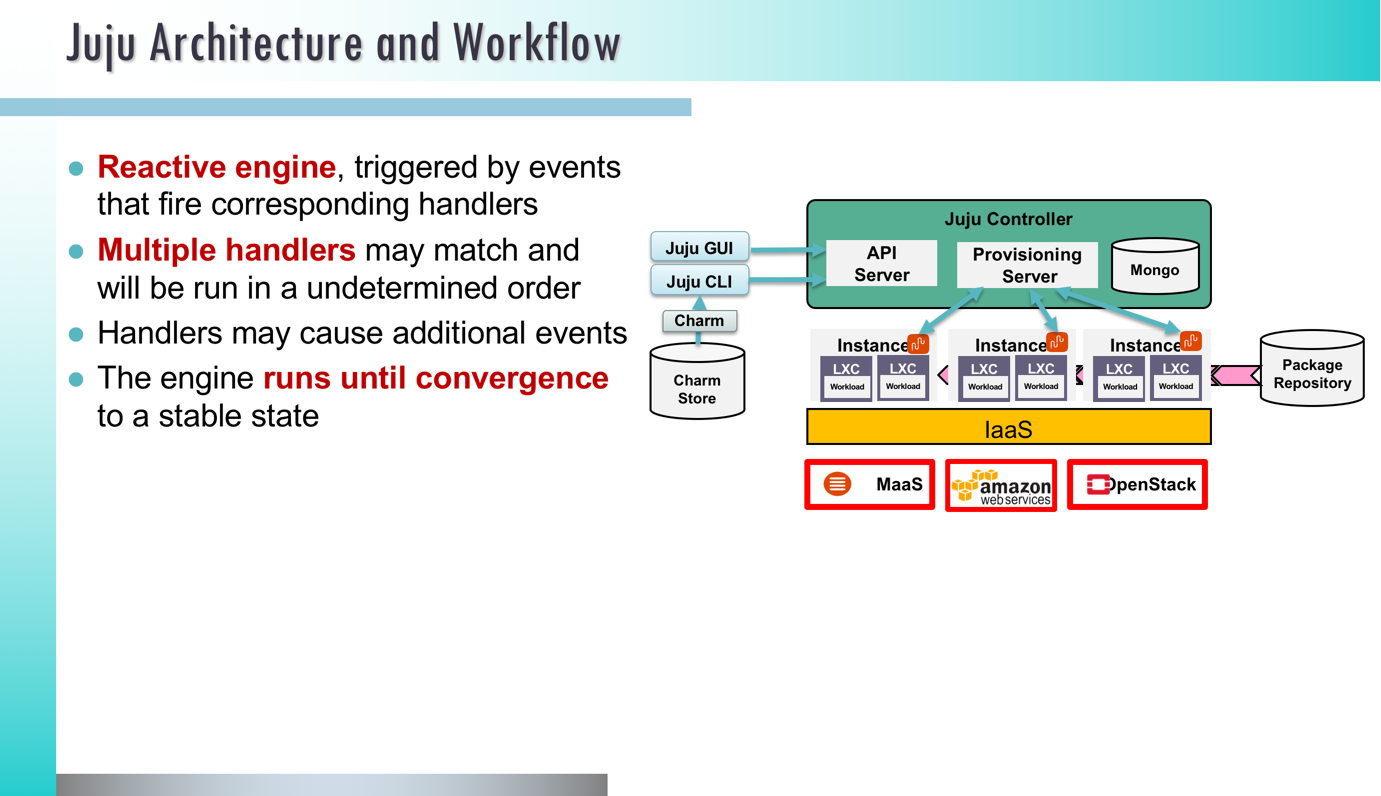 Juju Architecture and Workflow
Reactive engine, triggered by events
that fire corresponding handlers
Multiple handlers may match and
will be run in a undetermined order
Handlers may cause additional events
The engine runs until convergence
to a stable state
Juju Controller
Juju GUI
Juju CLI
API
Server
Provisioning
Server
Mongo
Charm
Charm
Store
Instance
Instance
Instance
LXC
LXC
LXC
LXC
LXC
LXC
Workload
Workload
Workload
Workload
Workload
Workload
Package
Repository
IaaS
MaaS
amazon
web services
OpenStack